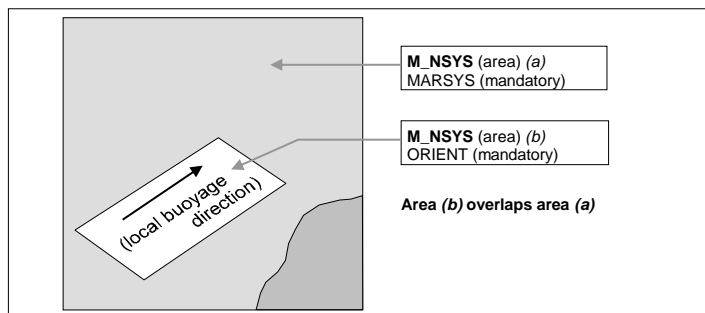 M_NSYS (area) (a)
MARSYS (mandatory)
M_NSYS (area) (b)
ORIENT (mandatory)
Area (b) overlaps area (a)
(local buoyage
direction)